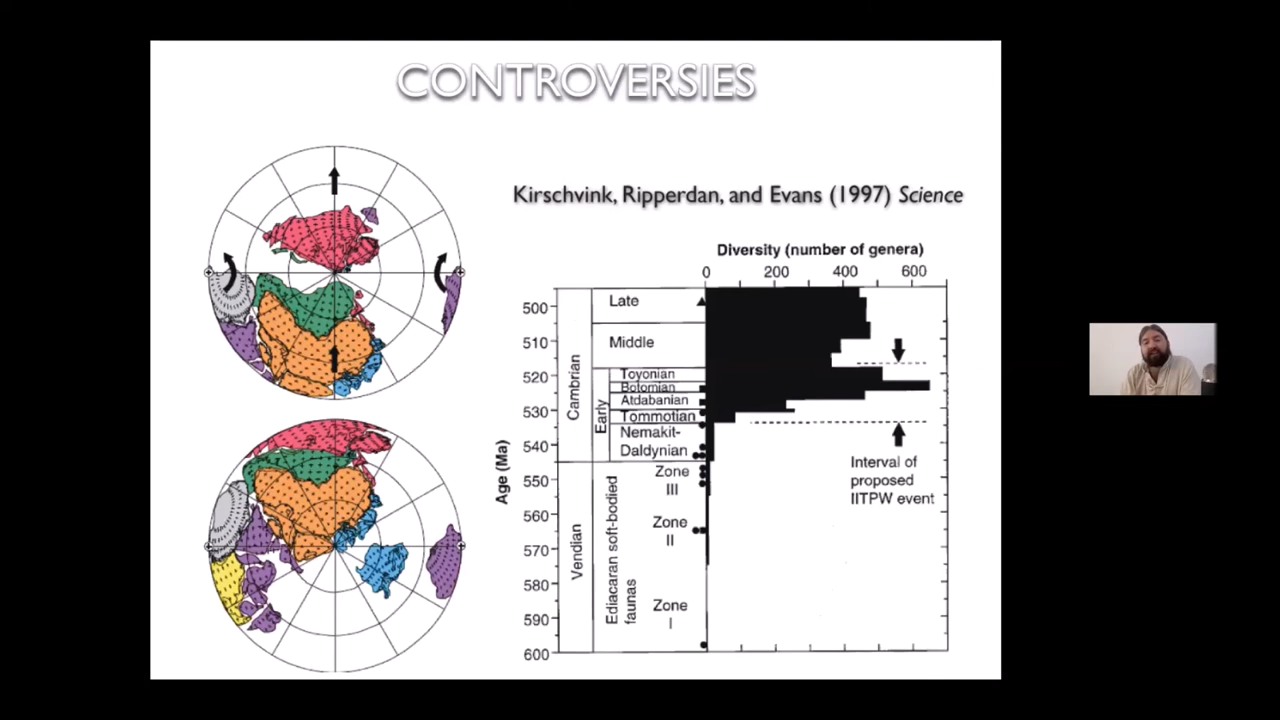 CONTROVERSIES
Kirschvink, Ripperdan, and Evans (1997) Science
Diversity (number of genera)
0 200 400 600
Age (Ma)
500
510
520
530
540
550
560
570
580
590
600
Cambrian
Vendian
Early
Ediacaran soft-bodied
faunas
Late
Middle
Toyonian
Botomian
Atdabanian
Tommotian
Nemakit-
Daldynian
Zone
III
Zone
II
Zone
I
Interval of
proposed
IITPW event